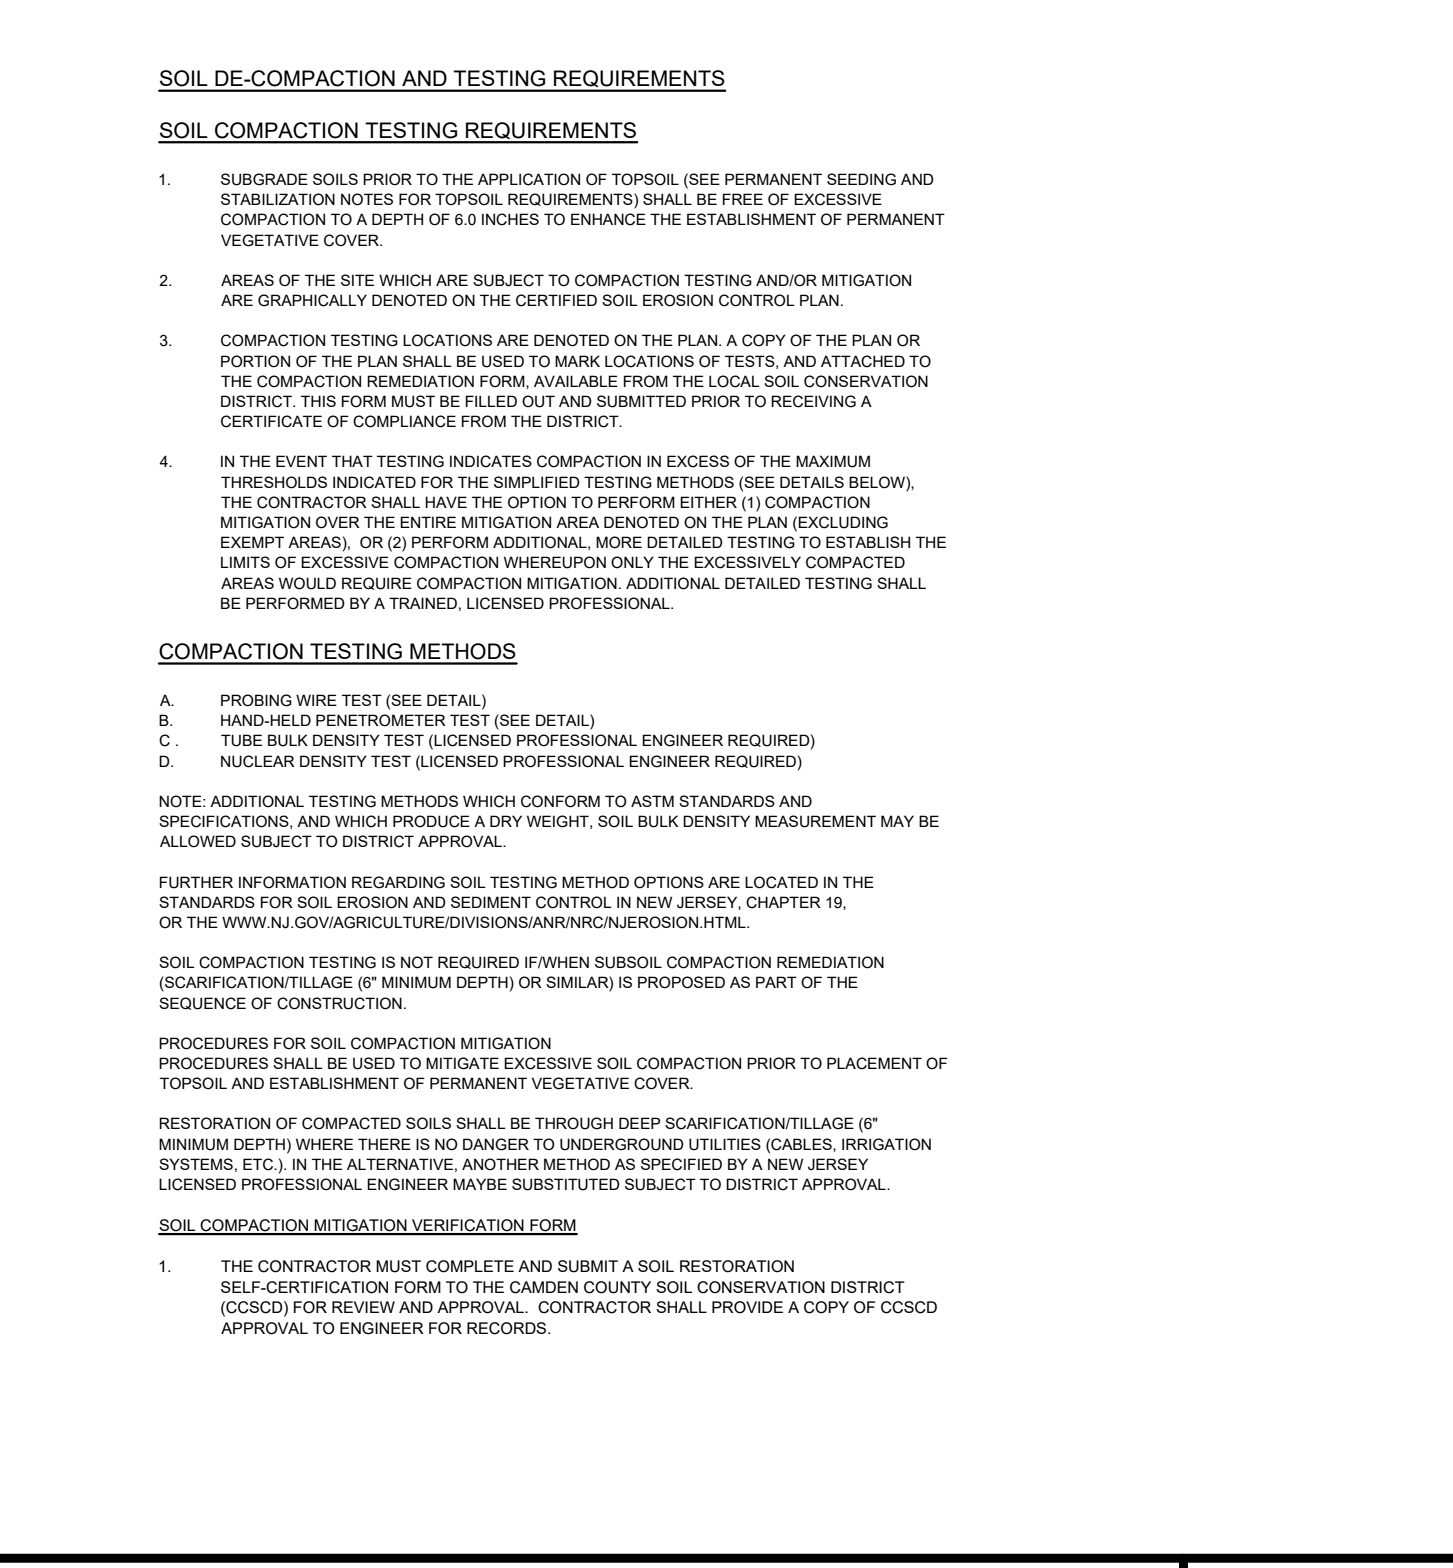 SOIL DE-COMPACTION AND TESTING REQUIREMENTS
SOIL COMPACTION TESTING REQUIREMENTS
1. SUBGRADE SOILS PRIOR TO THE APPLICATION OF TOPSOIL (SEE PERMANENT SEEDING AND
STABILIZATION NOTES FOR TOPSOIL REQUIREMENTS) SHALL BE FREE OF EXCESSIVE
COMPACTION TO A DEPTH OF 6.0 INCHES TO ENHANCE THE ESTABLISHMENT OF PERMANENT
VEGETATIVE COVER.
2. AREAS OF THE SITE WHICH ARE SUBJECT TO COMPACTION TESTING AND/OR MITIGATION
ARE GRAPHICALLY DENOTED ON THE CERTIFIED SOIL EROSION CONTROL PLAN.
3. COMPACTION TESTING LOCATIONS ARE DENOTED ON THE PLAN. A COPY OF THE PLAN OR
PORTION OF THE PLAN SHALL BE USED TO MARK LOCATIONS OF TESTS, AND ATTACHED TO
THE COMPACTION REMEDIATION FORM, AVAILABLE FROM THE LOCAL SOIL CONSERVATION
DISTRICT. THIS FORM MUST BE FILLED OUT AND SUBMITTED PRIOR TO RECEIVING A
CERTIFICATE OF COMPLIANCE FROM THE DISTRICT.
4. IN THE EVENT THAT TESTING INDICATES COMPACTION IN EXCESS OF THE MAXIMUM
THRESHOLDS INDICATED FOR THE SIMPLIFIED TESTING METHODS (SEE DETAILS BELOW),
THE CONTRACTOR SHALL HAVE THE OPTION TO PERFORM EITHER (1) COMPACTION
MITIGATION OVER THE ENTIRE MITIGATION AREA DENOTED ON THE PLAN (EXCLUDING
EXEMPT AREAS), OR (2) PERFORM ADDITIONAL, MORE DETAILED TESTING TO ESTABLISH THE
LIMITS OF EXCESSIVE COMPACTION WHEREUPON ONLY THE EXCESSIVELY COMPACTED
AREAS WOULD REQUIRE COMPACTION MITIGATION. ADDITIONAL DETAILED TESTING SHALL
BE PERFORMED BY A TRAINED, LICENSED PROFESSIONAL.
COMPACTION TESTING METHODS
A. PROBING WIRE TEST (SEE DETAIL)
B. HAND-HELD PENETROMETER TEST (SEE DETAIL)
C . TUBE BULK DENSITY TEST (LICENSED PROFESSIONAL ENGINEER REQUIRED)
D. NUCLEAR DENSITY TEST (LICENSED PROFESSIONAL ENGINEER REQUIRED)
NOTE: ADDITIONAL TESTING METHODS WHICH CONFORM TO ASTM STANDARDS AND
SPECIFICATIONS, AND WHICH PRODUCE A DRY WEIGHT, SOIL BULK DENSITY MEASUREMENT MAY BE
ALLOWED SUBJECT TO DISTRICT APPROVAL.
FURTHER INFORMATION REGARDING SOIL TESTING METHOD OPTIONS ARE LOCATED IN THE
STANDARDS FOR SOIL EROSION AND SEDIMENT CONTROL IN NEW JERSEY, CHAPTER 19,
OR THE WWW.NJ.GOV/AGRICULTURE/DIVISIONS/ANR/NRC/NJEROSION.HTML.
SOIL COMPACTION TESTING IS NOT REQUIRED IF/WHEN SUBSOIL COMPACTION REMEDIATION
(SCARIFICATION/TILLAGE (6" MINIMUM DEPTH) OR SIMILAR) IS PROPOSED AS PART OF THE
SEQUENCE OF CONSTRUCTION.
PROCEDURES FOR SOIL COMPACTION MITIGATION
PROCEDURES SHALL BE USED TO MITIGATE EXCESSIVE SOIL COMPACTION PRIOR TO PLACEMENT OF
TOPSOIL AND ESTABLISHMENT OF PERMANENT VEGETATIVE COVER.
RESTORATION OF COMPACTED SOILS SHALL BE THROUGH DEEP SCARIFICATION/TILLAGE (6"
MINIMUM DEPTH) WHERE THERE IS NO DANGER TO UNDERGROUND UTILITIES (CABLES, IRRIGATION
SYSTEMS, ETC.). IN THE ALTERNATIVE, ANOTHER METHOD AS SPECIFIED BY A NEW JERSEY
LICENSED PROFESSIONAL ENGINEER MAYBE SUBSTITUTED SUBJECT TO DISTRICT APPROVAL.
SOIL COMPACTION MITIGATION VERIFICATION FORM
1. THE CONTRACTOR MUST COMPLETE AND SUBMIT A SOIL RESTORATION
SELF-CERTIFICATION FORM TO THE CAMDEN COUNTY SOIL CONSERVATION DISTRICT
(CCSCD) FOR REVIEW AND APPROVAL. CONTRACTOR SHALL PROVIDE A COPY OF CCSCD
APPROVAL TO ENGINEER FOR RECORDS.